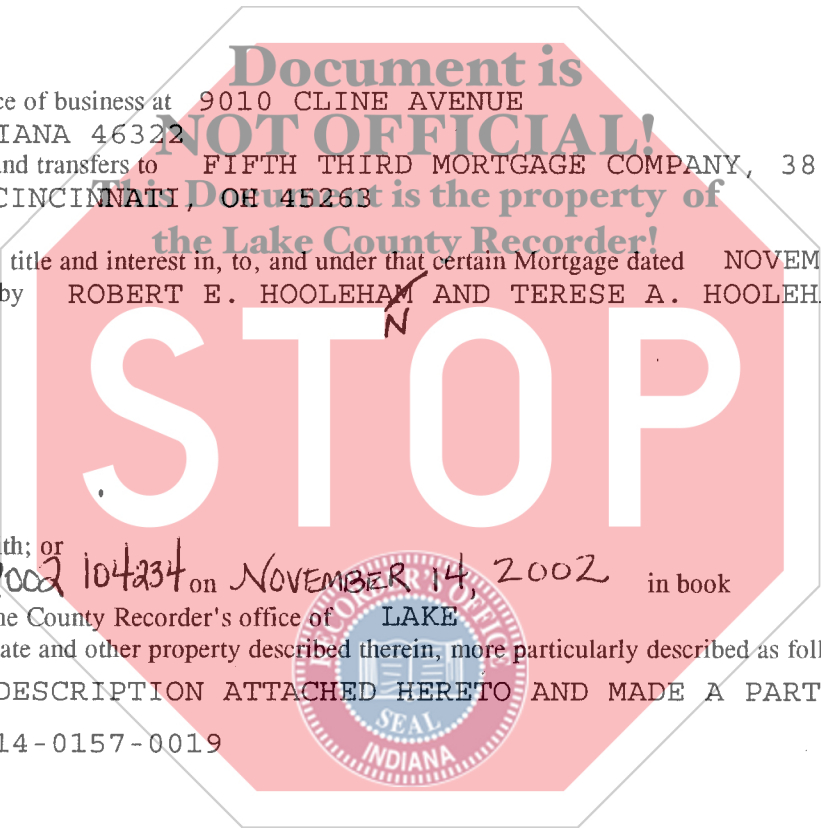 Document is
ce of business at 9010 CLINE AVENUE
IANA 46322
NOT OFFICIAL!
nd transfers to FIFTH THIRD MORTGAGE COMPANY, 38
CINCINNATI, OH 45263
This Document is the property of
the Lake County Recorder!
title and interest in, to, and under that certain Mortgage dated NOVEM
by ROBERT E. HOOLEHAM AND TERESE A. HOOLEHA
N
STOP
ith; or
2002 104234 on NOVEMBER 14, 2002 in book
he County Recorder's office of LAKE
ate and other property described therein, more particularly described as foll
DESCRIPTION ATTACHED HERETO AND MADE A PART
14-0157-0019
RECORDER'S OFFICE
SEAL
INDIANA